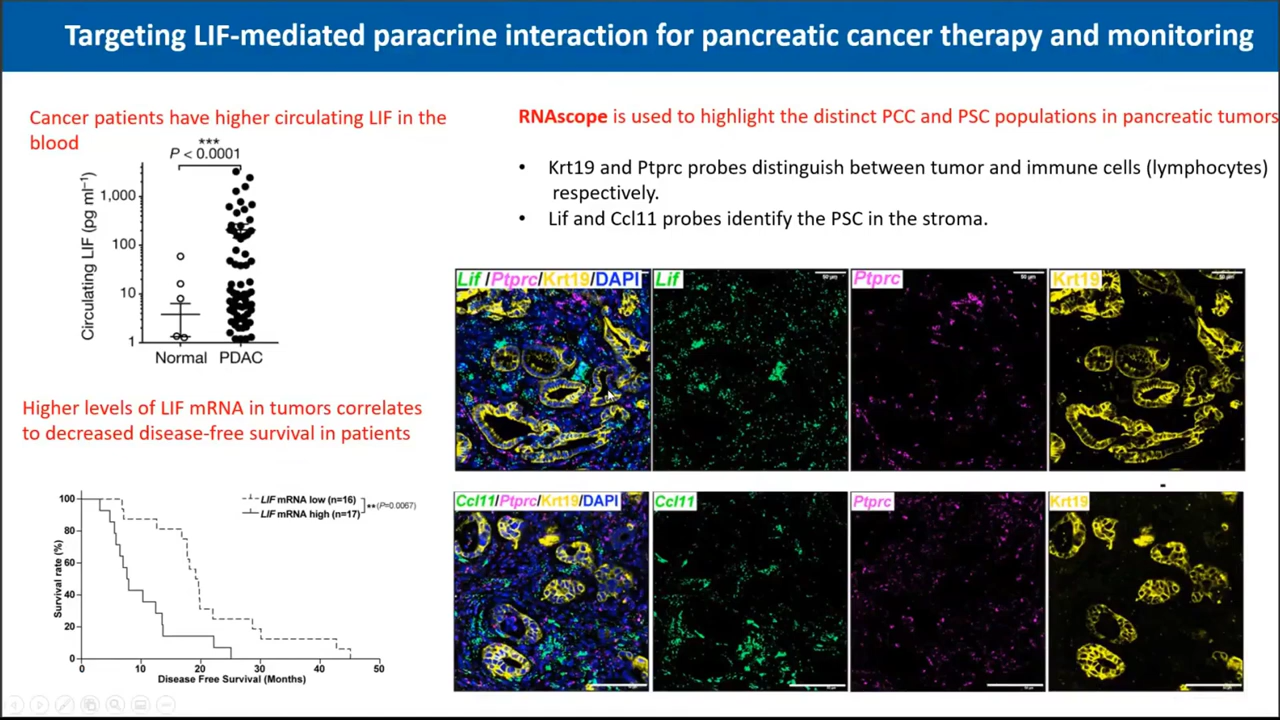 Targeting LIF-mediated paracrine interaction for pancreatic cancer therapy and monitoring
Cancer patients have higher circulating LIF in the
blood
***
P < 0.0001
Circulating LIF (pg ml⁻¹)
1,000
100
10
1
Normal PDAC
Higher levels of LIF mRNA in tumors correlates
to decreased disease-free survival in patients
LIF mRNA low (n=16)
LIF mRNA high (n=17)
**(P=0.0067)
Survival rate (%)
100
80
60
40
20
0
0 10 20 30 40 50
Disease Free Survival (Months)
RNAscope is used to highlight the distinct PCC and PSC populations in pancreatic tumors
• Krt19 and Ptprc probes distinguish between tumor and immune cells (lymphocytes)
respectively.
• Lif and Ccl11 probes identify the PSC in the stroma.
Lif /Ptprc/Krt19/DAPI
Lif
Ptprc
Krt19
Ccl11/Ptprc/Krt19/DAPI
Ccl11
Ptprc
Krt19